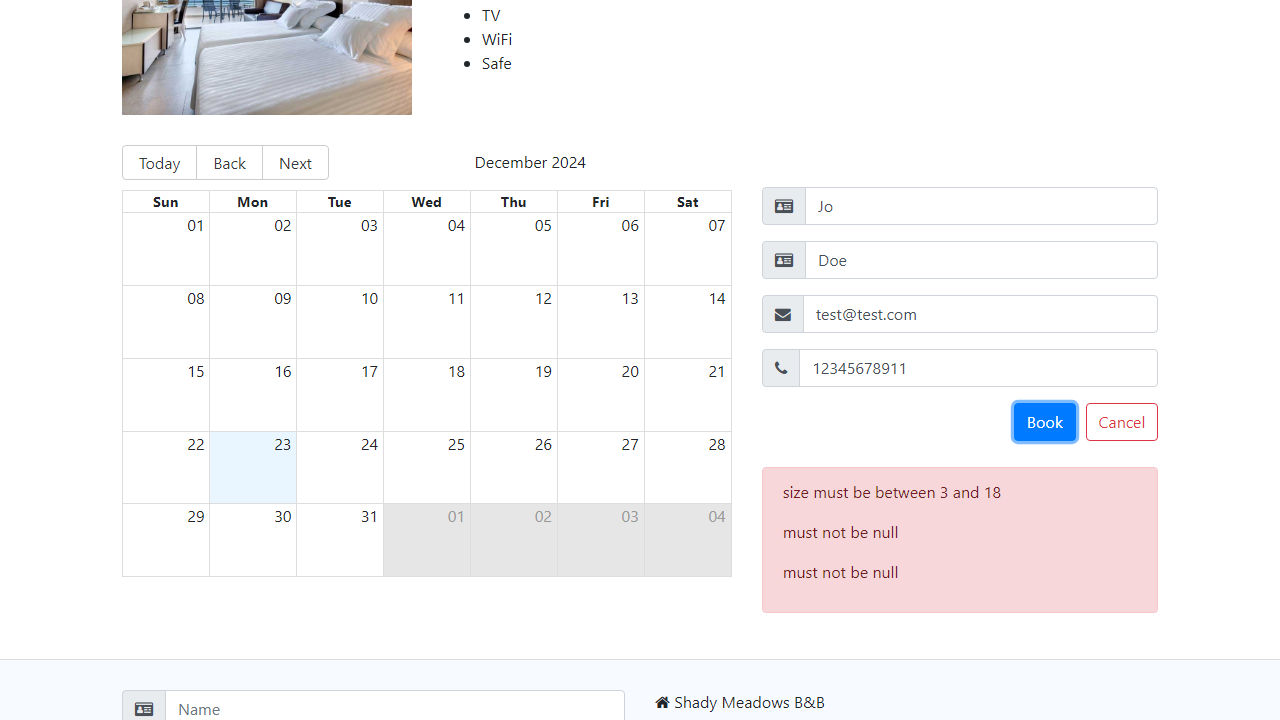 TV
WiFi
Safe
Today Back Next December 2024
Sun Mon Tue Wed Thu Fri Sat
01 02 03 04 05 06 07
08 09 10 11 12 13 14
15 16 17 18 19 20 21
22 23 24 25 26 27 28
29 30 31 01 02 03 04
Jo
Doe
test@test.com
12345678911
Book Cancel
size must be between 3 and 18
must not be null
must not be null
Name
Shady Meadows B&B